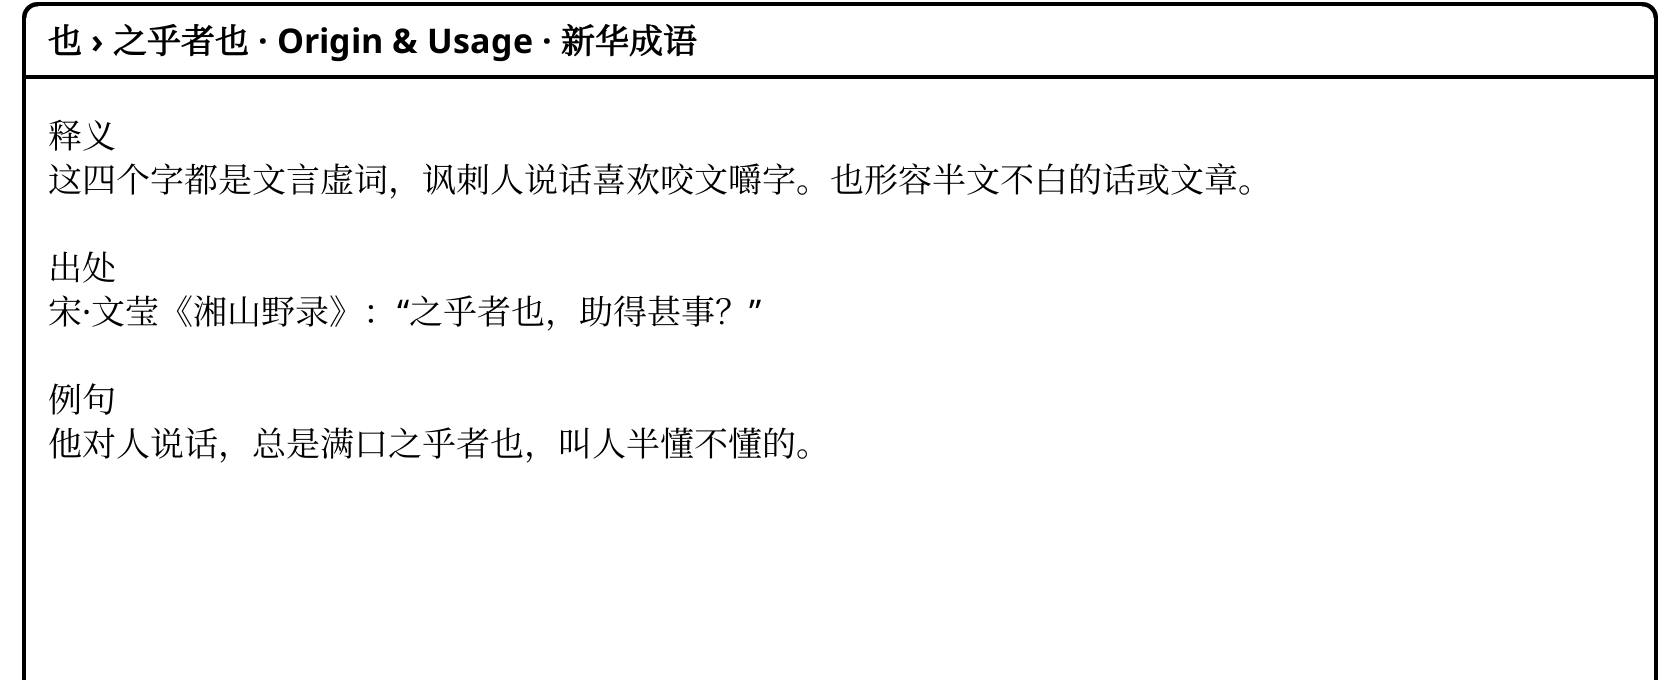 也 › 之乎者也 · Origin & Usage · 新华成语
释义
这四个字都是文言虚词，讽刺人说话喜欢咬文嚼字。也形容半文不白的话或文章。
出处
宋·文莹《湘山野录》：“之乎者也，助得甚事？”
例句
他对人说话，总是满口之乎者也，叫人半懂不懂的。